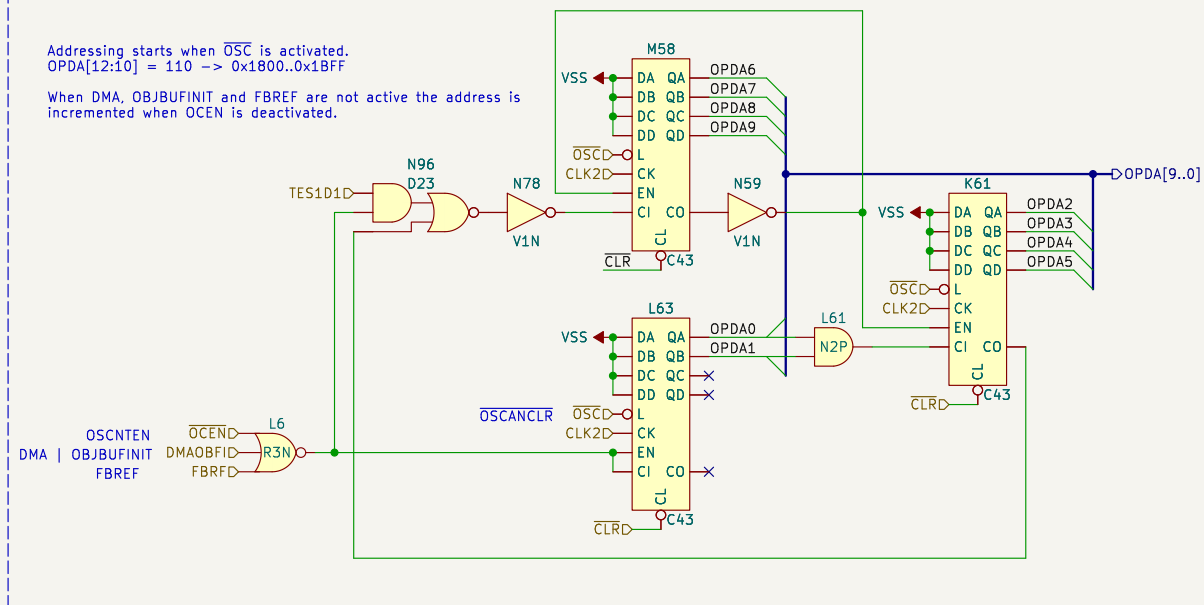 Addressing starts when OSC is activated.
OPDA[12:10] = 110 -> 0x1800..0x1BFF
When DMA, OBJBUFINIT and FBREF are not active the address is
incremented when OCEN is deactivated.
M58
VSS
DA QA
OPDA6
DB QB
OPDA7
DC QC
OPDA8
DD QD
OPDA9
OSC
L
CLK2
CK
EN
CI CO
CL
CLR
C43
N96
D23
TES1D1
N78
V1N
N59
V1N
OPDA[9..0]
K61
VSS
DA QA
OPDA2
DB QB
OPDA3
DC QC
OPDA4
DD QD
OPDA5
OSC
L
CLK2
CK
EN
CI CO
CL
CLR
C43
L63
VSS
DA QA
OPDA0
DB QB
OPDA1
DC QC
DD QD
OSCANCLR
OSC
L
CLK2
CK
EN
CI CO
CL
CLR
C43
L61
N2P
L6
R3N
OSCNTEN
OCEN
DMA | OBJBUFINIT
DMAOBFI
FBREF
FBRF